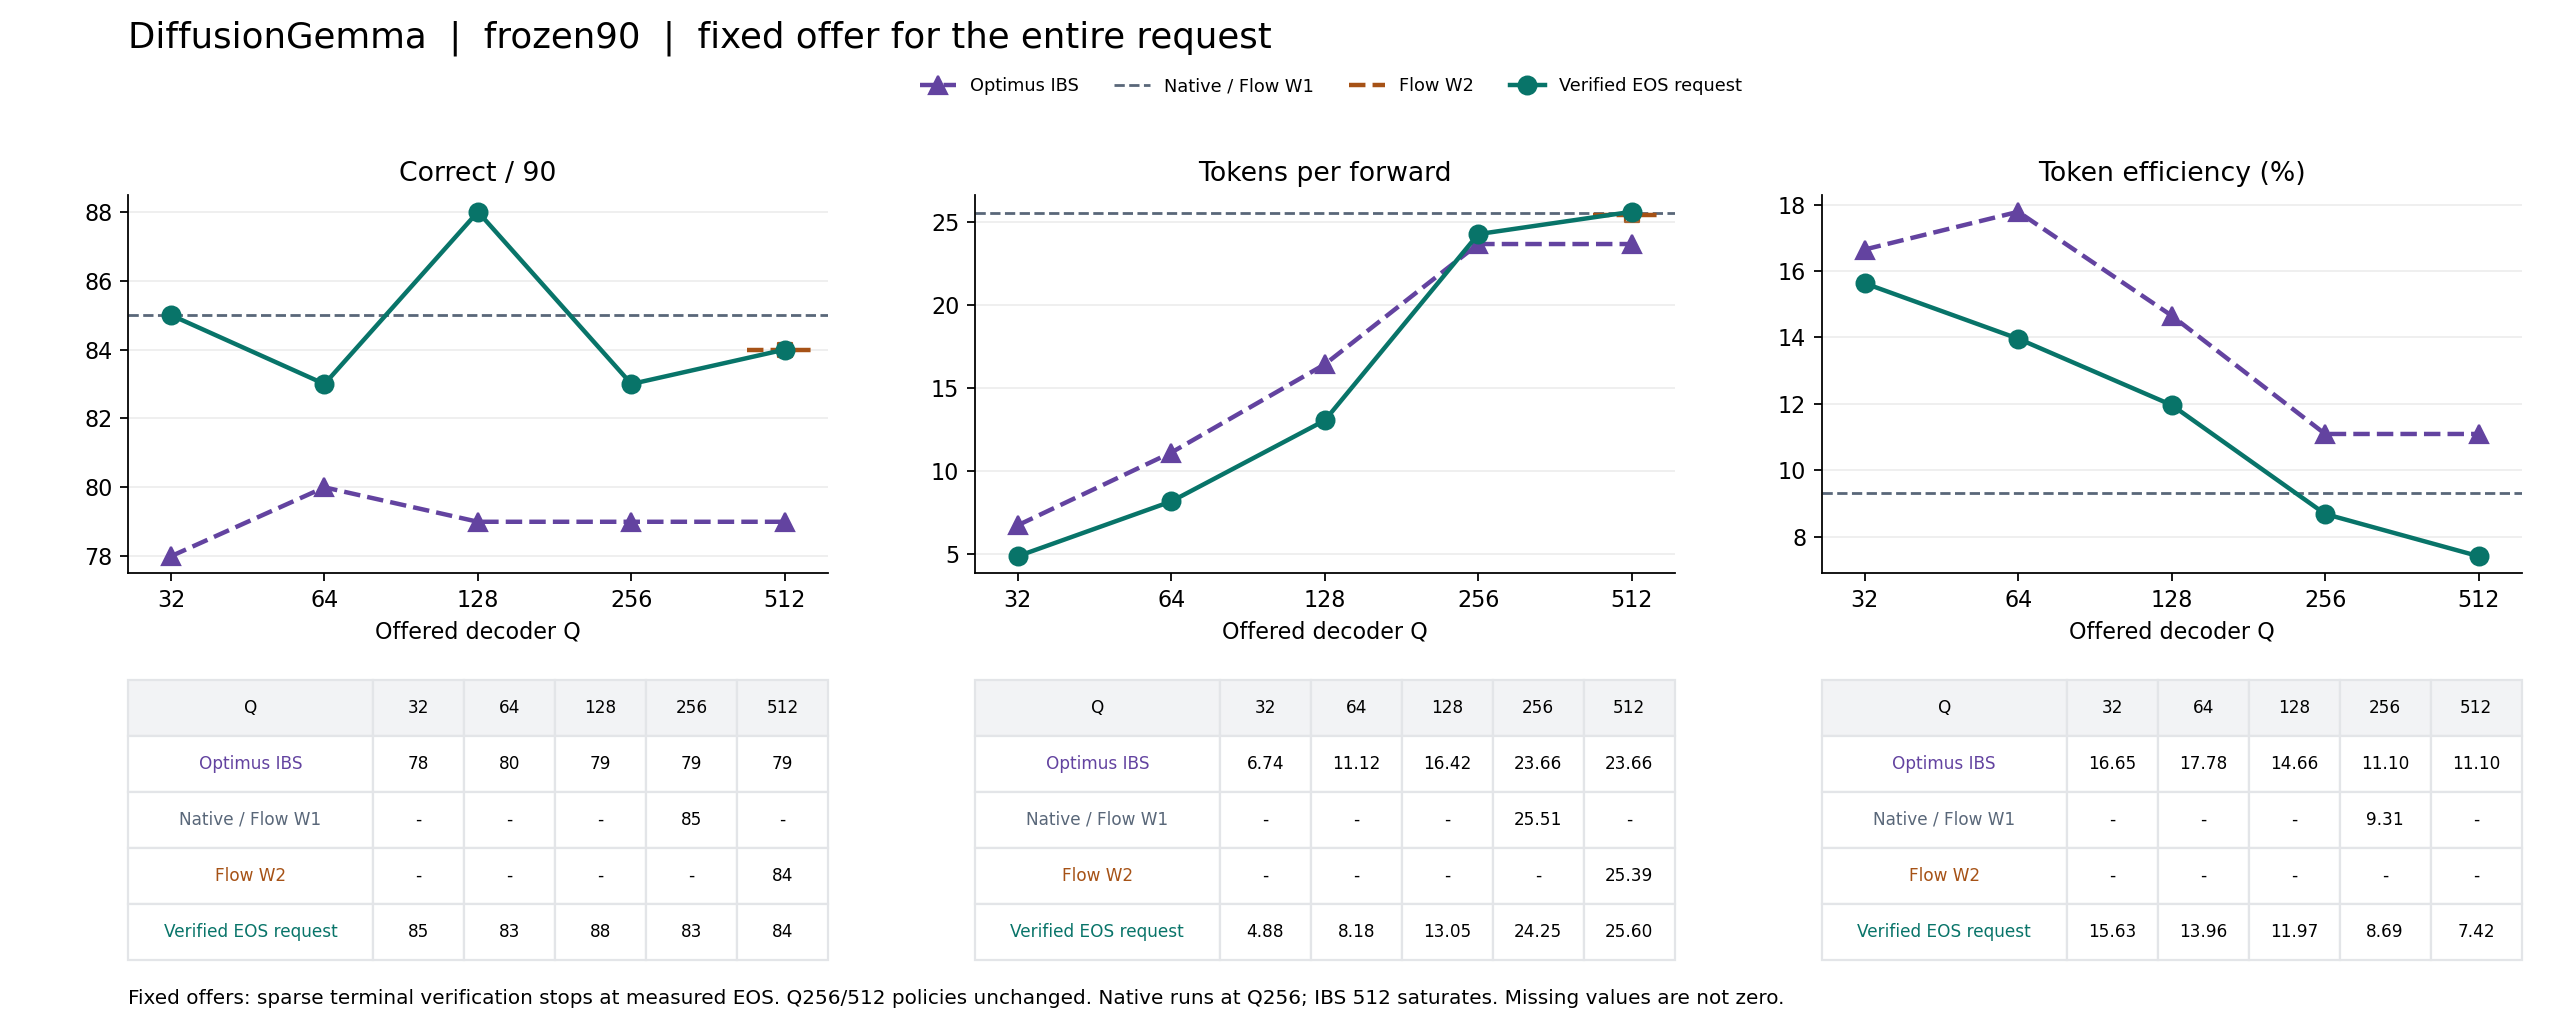 DiffusionGemma | frozen90 | fixed offer for the entire request
Optimus IBS Native / Flow W1 Flow W2 Verified EOS request
Correct / 90
88
86
84
82
80
78
32 64 128 256 512
Offered decoder Q
Tokens per forward
25
20
15
10
5
32 64 128 256 512
Offered decoder Q
Token efficiency (%)
18
16
14
12
10
8
32 64 128 256 512
Offered decoder Q
Q 32 64 128 256 512
Optimus IBS 78 80 79 79 79
Native / Flow W1 - - - 85 -
Flow W2 - - - - 84
Verified EOS request 85 83 88 83 84
Q 32 64 128 256 512
Optimus IBS 6.74 11.12 16.42 23.66 23.66
Native / Flow W1 - - - 25.51 -
Flow W2 - - - - 25.39
Verified EOS request 4.88 8.18 13.05 24.25 25.60
Q 32 64 128 256 512
Optimus IBS 16.65 17.78 14.66 11.10 11.10
Native / Flow W1 - - - 9.31 -
Flow W2 - - - - -
Verified EOS request 15.63 13.96 11.97 8.69 7.42
Fixed offers: sparse terminal verification stops at measured EOS. Q256/512 policies unchanged. Native runs at Q256; IBS 512 saturates. Missing values are not zero.